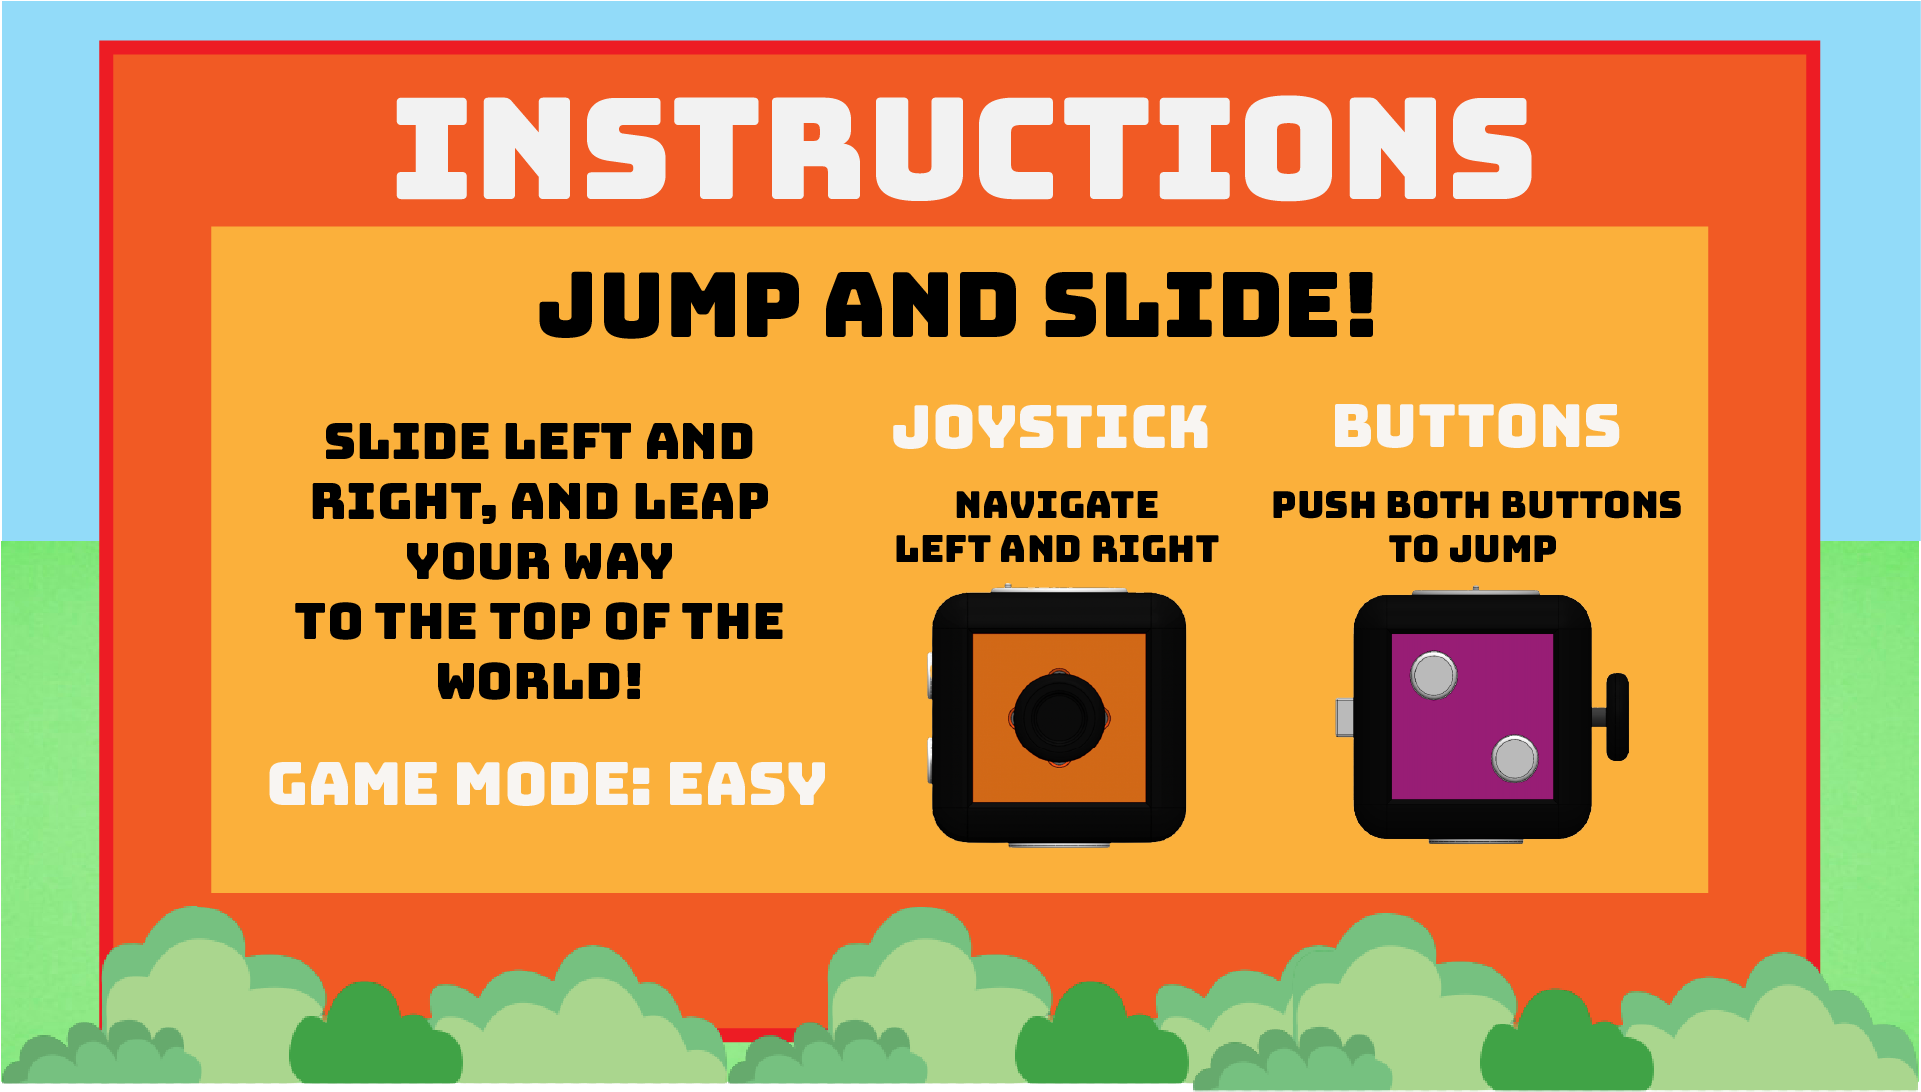 INSTRUCTIONS
JUMP AND SLIDE!
SLIDE LEFT AND
RIGHT, AND LEAP
YOUR WAY
TO THE TOP OF THE
WORLD!
GAME MODE: EASY
JOYSTICK
NAVIGATE
LEFT AND RIGHT
BUTTONS
PUSH BOTH BUTTONS
TO JUMP